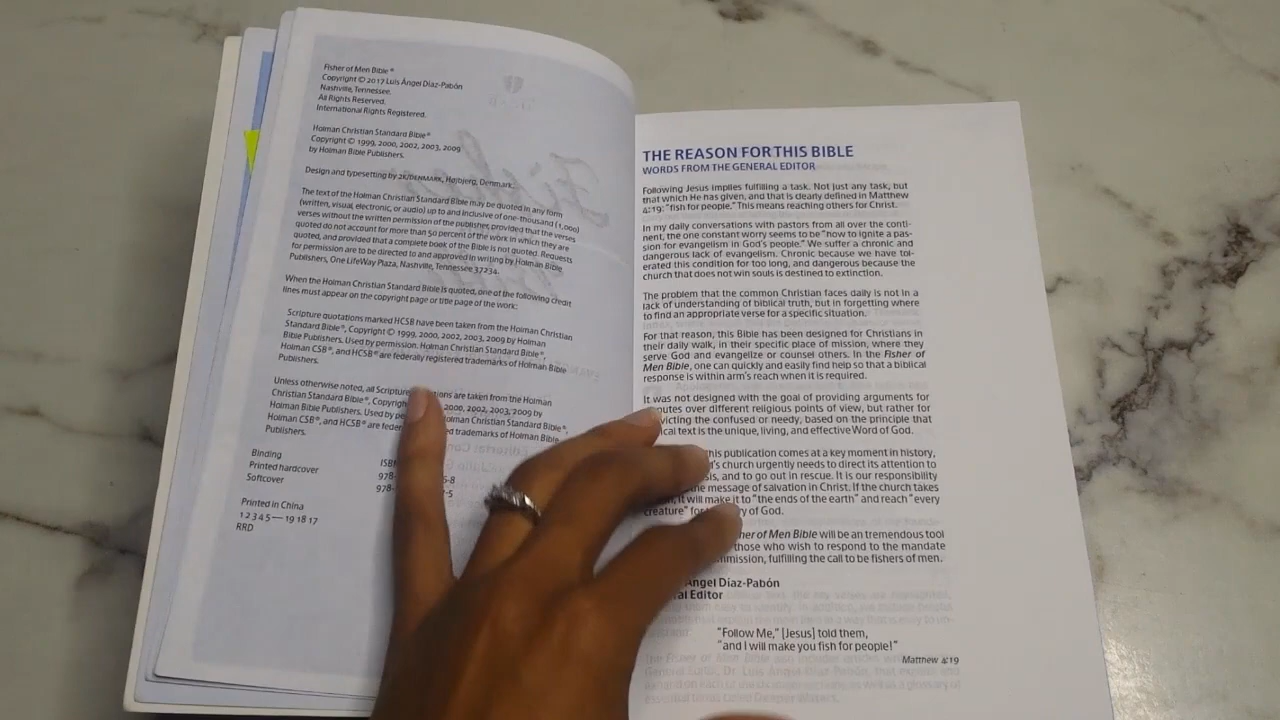 Fisher of Men Bible®
Copyright © 2017 Luis Ángel Díaz-Pabón
Nashville, Tennessee.
All Rights Reserved.
International Rights Registered.
Holman Christian Standard Bible®
Copyright © 1999, 2000, 2002, 2003, 2009
by Holman Bible Publishers.
Design and typesetting by 2K/DENMARK, Højbjerg, Denmark.
The text of the Holman Christian Standard Bible may be quoted in any form
(written, visual, electronic, or audio) up to and inclusive of one-thousand (1,000)
verses without the written permission of the publisher, provided that the verses
quoted do not account for more than 50 percent of the work in which they are
quoted, and provided that a complete book of the Bible is not quoted. Requests
for permission are to be directed to and approved in writing by Holman Bible
Publishers, One LifeWay Plaza, Nashville, Tennessee 37234.
When the Holman Christian Standard Bible is quoted, one of the following credit
lines must appear on the copyright page or title page of the work:
Scripture quotations marked HCSB have been taken from the Holman Christian
Standard Bible®, Copyright © 1999, 2000, 2002, 2003, 2009 by Holman
Bible Publishers. Used by permission. Holman Christian Standard Bible®,
Holman CSB®, and HCSB® are federally registered trademarks of Holman Bible
Publishers.
Unless otherwise noted, all Scripture are taken from the Holman
Christian Standard Bible®, 2000, 2002, 2003, 2009 by
Holman Bible Publishers. Used by Holman Christian Standard Bible®,
Holman CSB®, and HCSB® are trademarks of Holman Bible
Publishers.
Binding
Printed hardcover 978- 5-8
Softcover 978- 7-5
Printed in China
1 2 3 4 5 — 19 18 17
RRD
THE REASON FOR THIS BIBLE
WORDS FROM THE GENERAL EDITOR
Following Jesus implies fulfilling a task. Not just any task, but
that which He has given, and that is clearly defined in Matthew
4:19: "fish for people." This means reaching others for Christ.
In my daily conversations with pastors from all over the conti-
nent, the one constant worry seems to be "how to ignite a pas-
sion for evangelism in God's people." We suffer a chronic and
dangerous lack of evangelism. Chronic because we have tol-
erated this condition for too long, and dangerous because the
church that does not win souls is destined to extinction.
The problem that the common Christian faces daily is not in a
lack of understanding of biblical truth, but in forgetting where
to find an appropriate verse for a specific situation.
For that reason, this Bible has been designed for Christians in
their daily walk, in their specific place of mission, where they
serve God and evangelize or counsel others. In the Fisher of
Men Bible, one can quickly and easily find help so that a biblical
response is within arm's reach when it is required.
It was not designed with the goal of providing arguments for
over different religious points of view, but rather for
the confused or needy, based on the principle that
text is the unique, living, and effective Word of God.
this publication comes at a key moment in history,
church urgently needs to direct its attention to
and to go out in rescue. It is our responsibility
the message of salvation in Christ. If the church takes
it will make it to "the ends of the earth" and reach "every
creature" of God.
Men Bible will be an tremendous tool
those who wish to respond to the mandate
fulfilling the call to be fishers of men.
Ángel Díaz-Pabón
Editor
"Follow Me," [Jesus] told them,
"and I will make you fish for people!"
Matthew 4:19